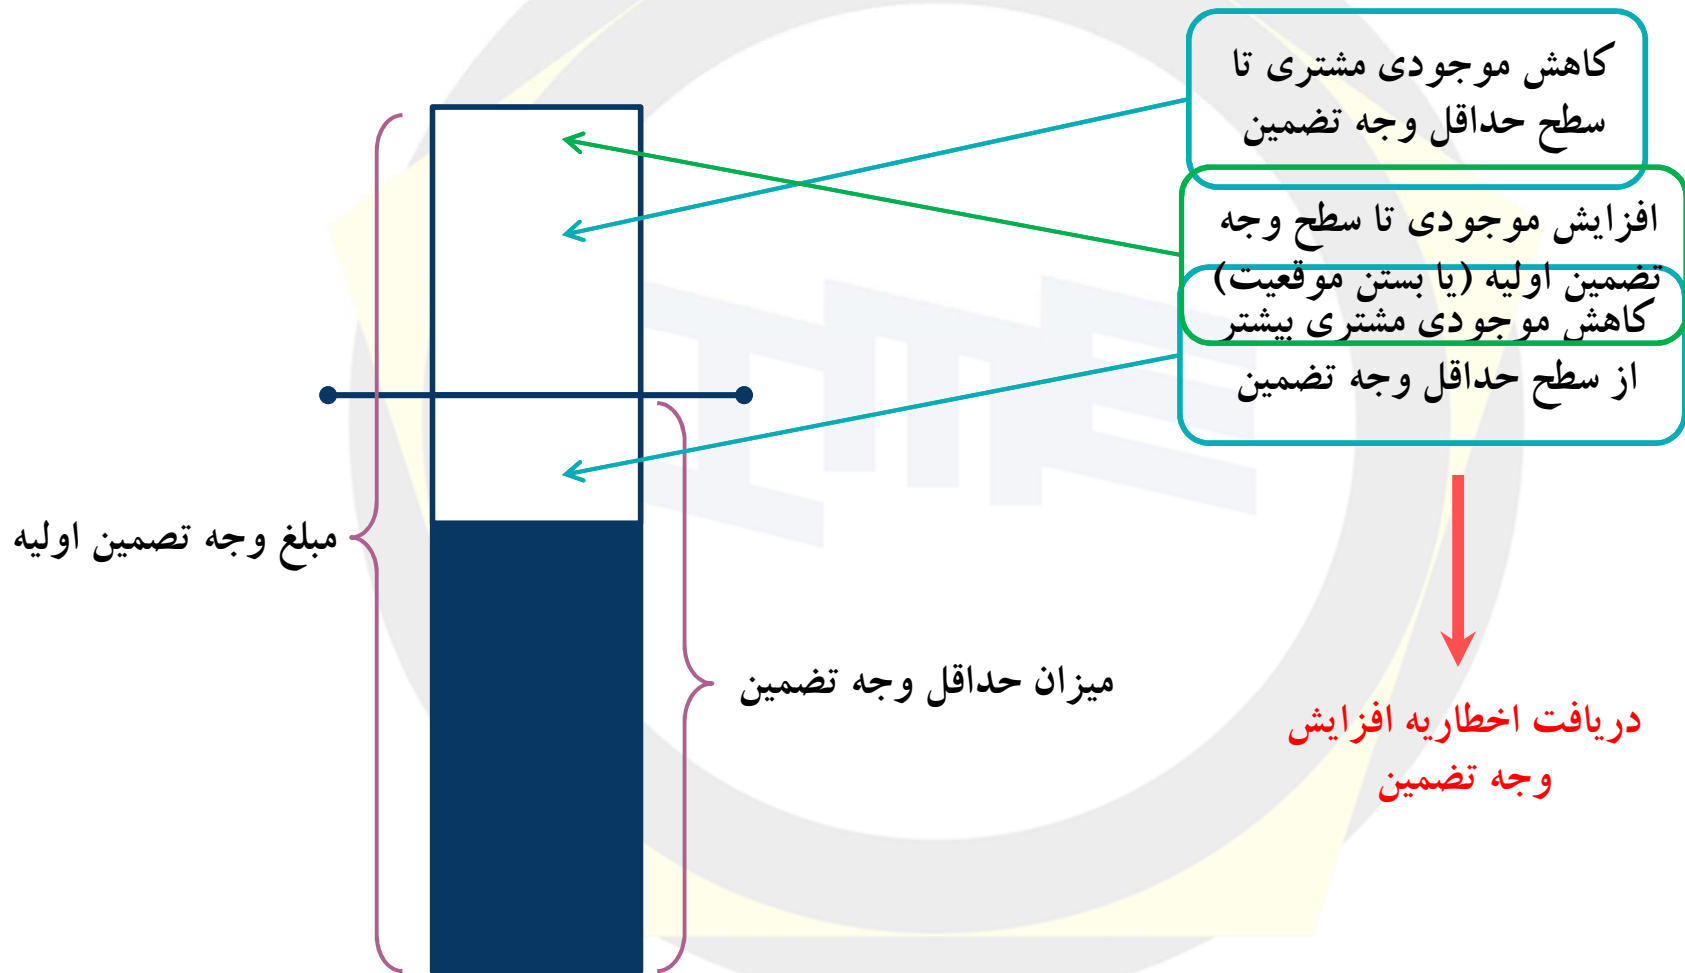 کاهش موجودی مشتری تا
سطح حداقل وجه تضمین
افزایش موجودی تا سطح وجه
تضمین اولیه (یا بستن موقعیت)
کاهش موجودی مشتری بیشتر
از سطح حداقل وجه تضمین
مبلغ وجه تصمین اولیه
میزان حداقل وجه تضمین
دریافت اخطاریه افزایش
وجه تضمین
IME